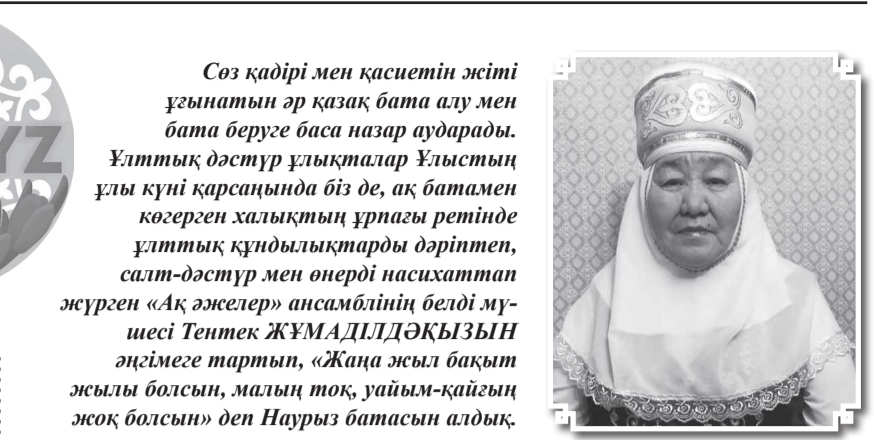 YZ
Сөз қадірі мен қасиетін жіті
ұғынатын әр қазақ бата алу мен
бата беруге баса назар аударады.
Ұлттық дәстүр ұлықталар Ұлыстың
ұлы күні қарсаңында біз де, ақ батамен
көгерген халықтың ұрпағы ретінде
ұлттық құндылықтарды дәріптеп,
салт-дәстүр мен өнерді насихаттап
жүрген «Ақ әжелер» ансамблінің белді мү-
шесі Тентек ЖҰМАДІЛДӘҚЫЗЫН
әңгімеге тартып, «Жаңа жыл бақыт
жылы болсын, малың тоқ, уайым-қайғың
жоқ болсын» деп Наурыз батасын алдық.